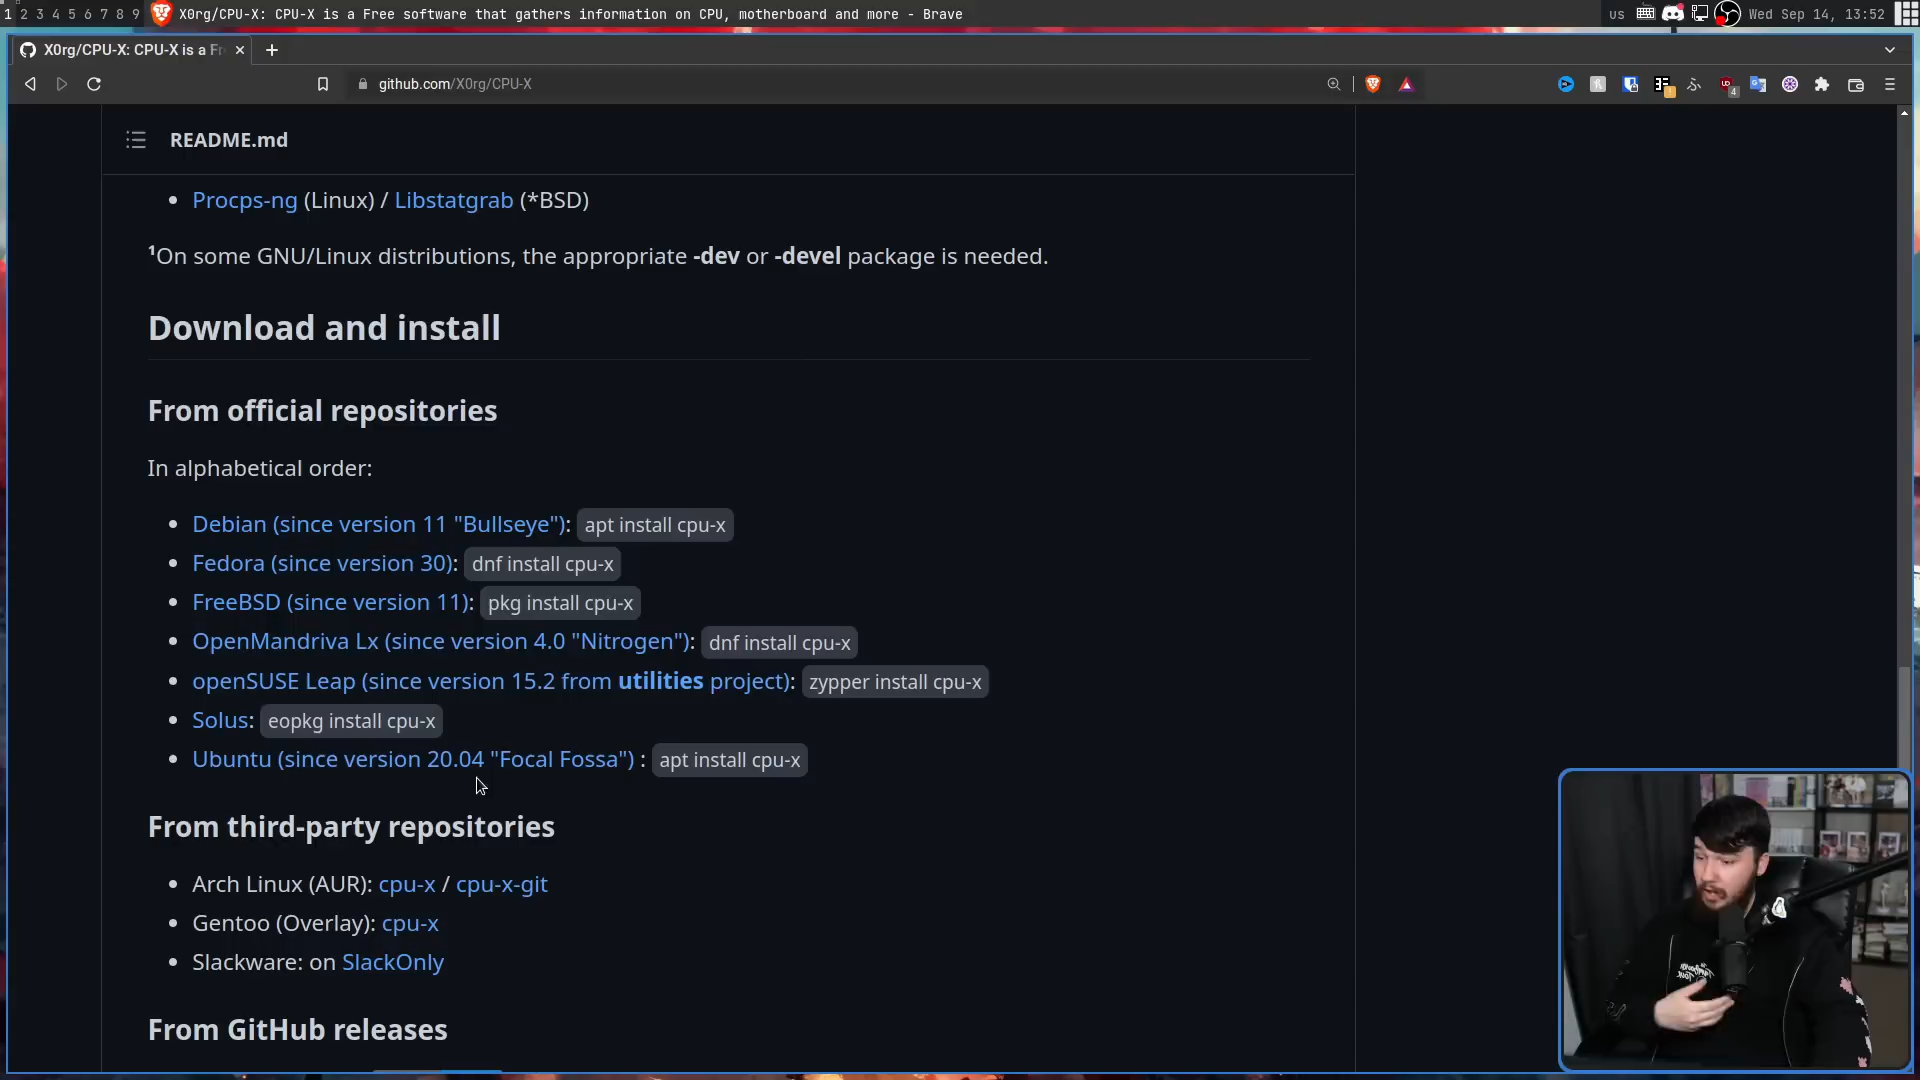 1 2 3 4 5 6 7 8 9 X0rg/CPU-X: CPU-X is a Free software that gathers information on CPU, motherboard and more - Brave us Wed Sep 14, 13:52
X0rg/CPU-X: CPU-X is a Fr
github.com/X0rg/CPU-X
4
README.md
Procps-ng (Linux) / Libstatgrab (*BSD)
¹On some GNU/Linux distributions, the appropriate -dev or -devel package is needed.
Download and install
From official repositories
In alphabetical order:
Debian (since version 11 "Bullseye"): apt install cpu-x
Fedora (since version 30): dnf install cpu-x
FreeBSD (since version 11): pkg install cpu-x
OpenMandriva Lx (since version 4.0 "Nitrogen"): dnf install cpu-x
openSUSE Leap (since version 15.2 from utilities project): zypper install cpu-x
Solus: eopkg install cpu-x
Ubuntu (since version 20.04 "Focal Fossa") : apt install cpu-x
From third-party repositories
Arch Linux (AUR): cpu-x / cpu-x-git
Gentoo (Overlay): cpu-x
Slackware: on SlackOnly
From GitHub releases